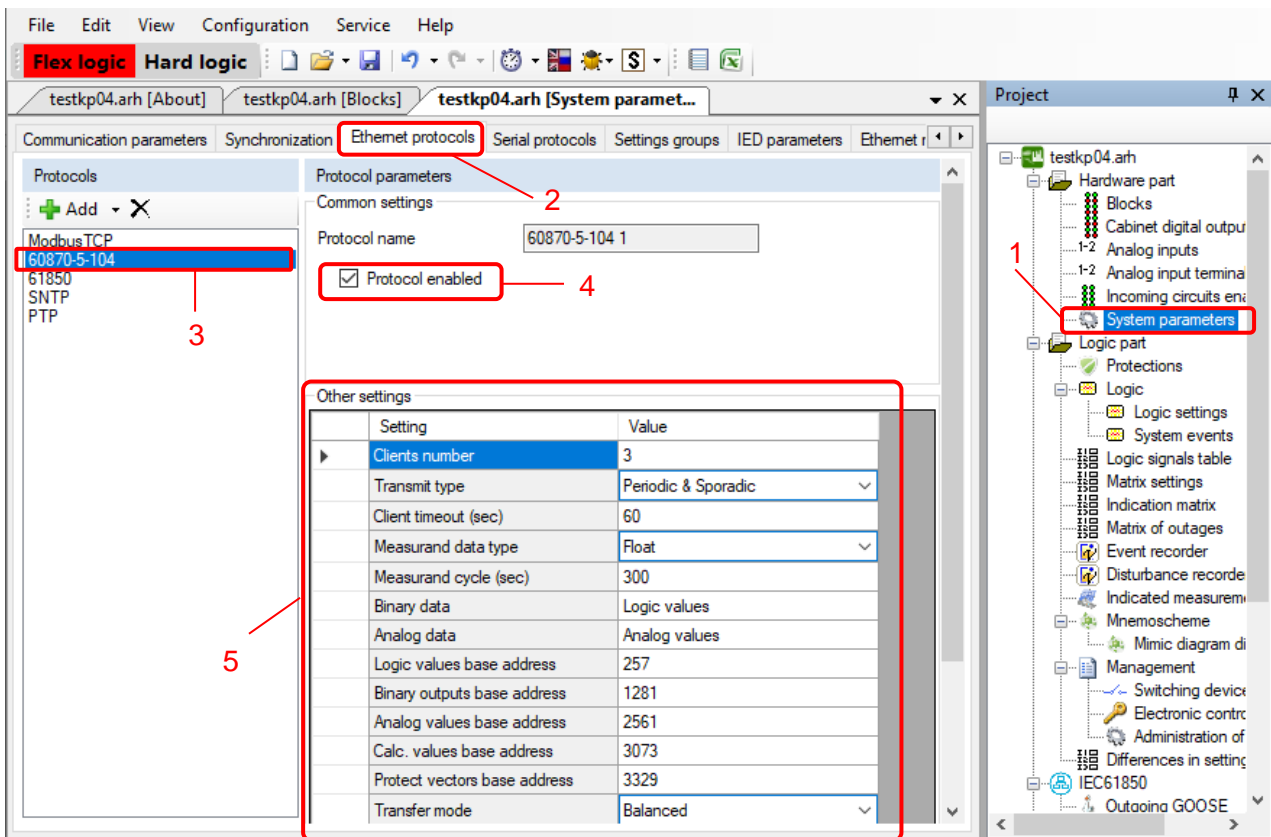 File Edit View Configuration Service Help
Flex logic Hard logic
testkp04.arh [About] testkp04.arh [Blocks] testkp04.arh [System paramet...
Communication parameters Synchronization Ethernet protocols Serial protocols Settings groups IED parameters Ethernet r
Protocols
Add
ModbusTCP
60870-5-104
61850
SNTP
PTP
3
Protocol parameters
Common settings
2
Protocol name 60870-5-104 1
Protocol enabled
4
Other settings
Setting Value
Clients number 3
Transmit type Periodic & Sporadic
Client timeout (sec) 60
Measurand data type Float
Measurand cycle (sec) 300
Binary data Logic values
Analog data Analog values
Logic values base address 257
Binary outputs base address 1281
Analog values base address 2561
Calc. values base address 3073
Protect vectors base address 3329
Transfer mode Balanced
5
Project
testkp04.arh
Hardware part
Blocks
Cabinet digital outpu
1
1-2 Analog inputs
1-2 Analog input termina
Incoming circuits ena
System parameters
Logic part
Protections
Logic
Logic settings
System events
Logic signals table
Matrix settings
Indication matrix
Matrix of outages
Event recorder
Disturbance recorde
Indicated measurem
Mnemoscheme
Mimic diagram di
Management
Switching device
Electronic contro
Administration of
Differences in setting
IEC61850
Outgoing GOOSE